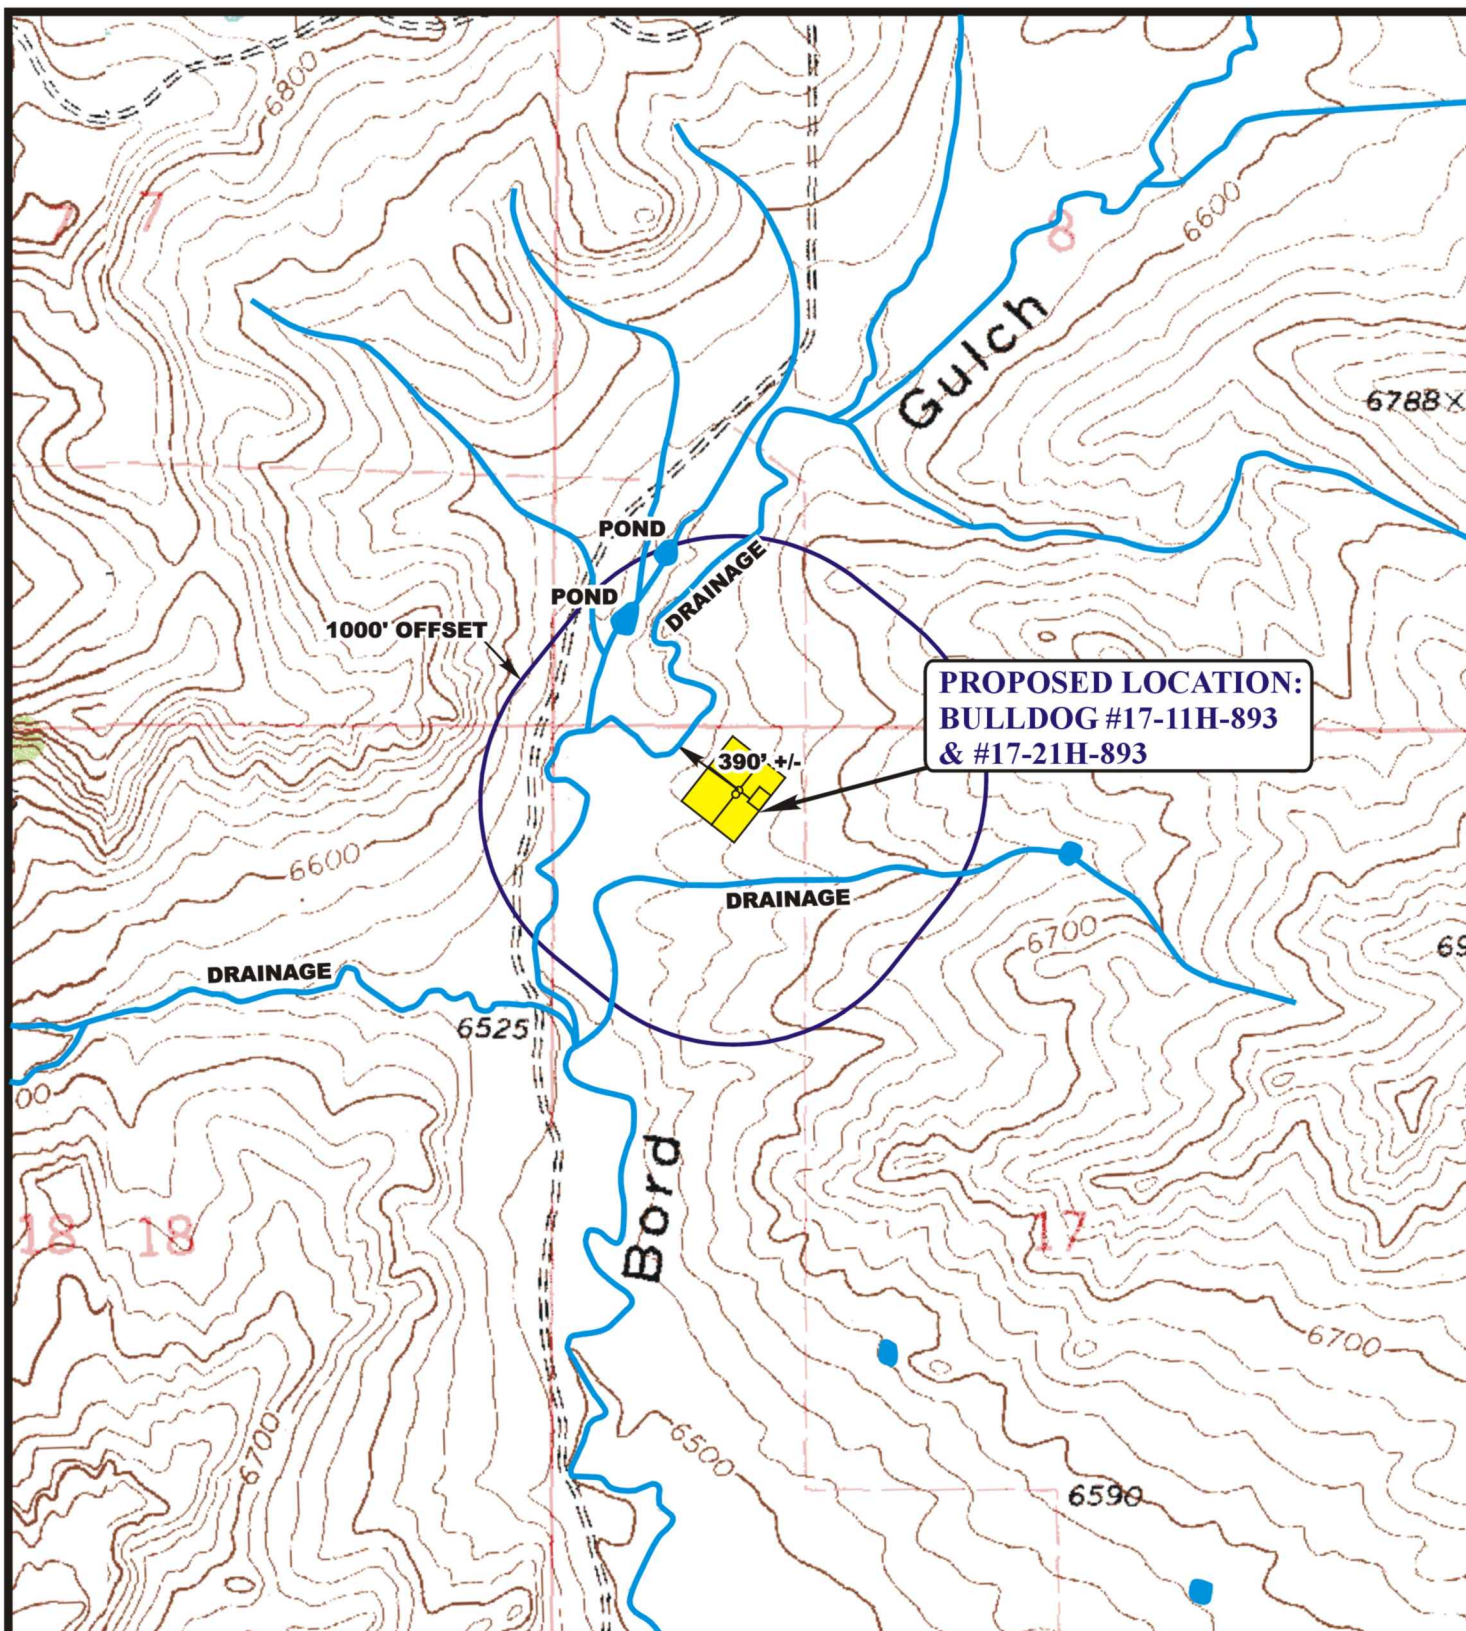 6800
7
7
8
6600
Gulch
6788×
POND
POND
DRAINAGE
1000' OFFSET
PROPOSED LOCATION:
BULLDOG #17-11H-893
& #17-21H-893
390' +/-
6600
DRAINAGE
6700
DRAINAGE
6525
00
Bord
18
18
17
6700
6700
6500
6590